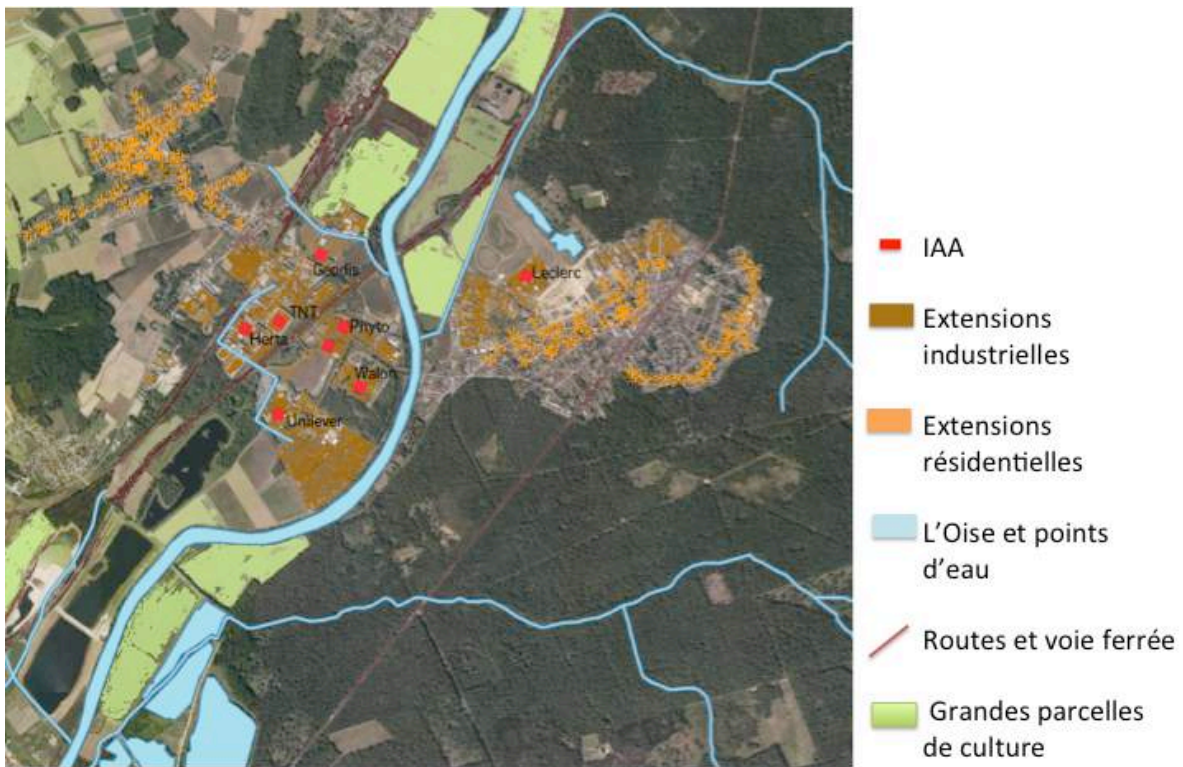 Geodis
Leclerc
TNT
Phyto
Herta
Walon
Unilever
IAA
Extensions
industrielles
Extensions
résidentielles
L'Oise et points
d'eau
Routes et voie ferrée
Grandes parcelles
de culture